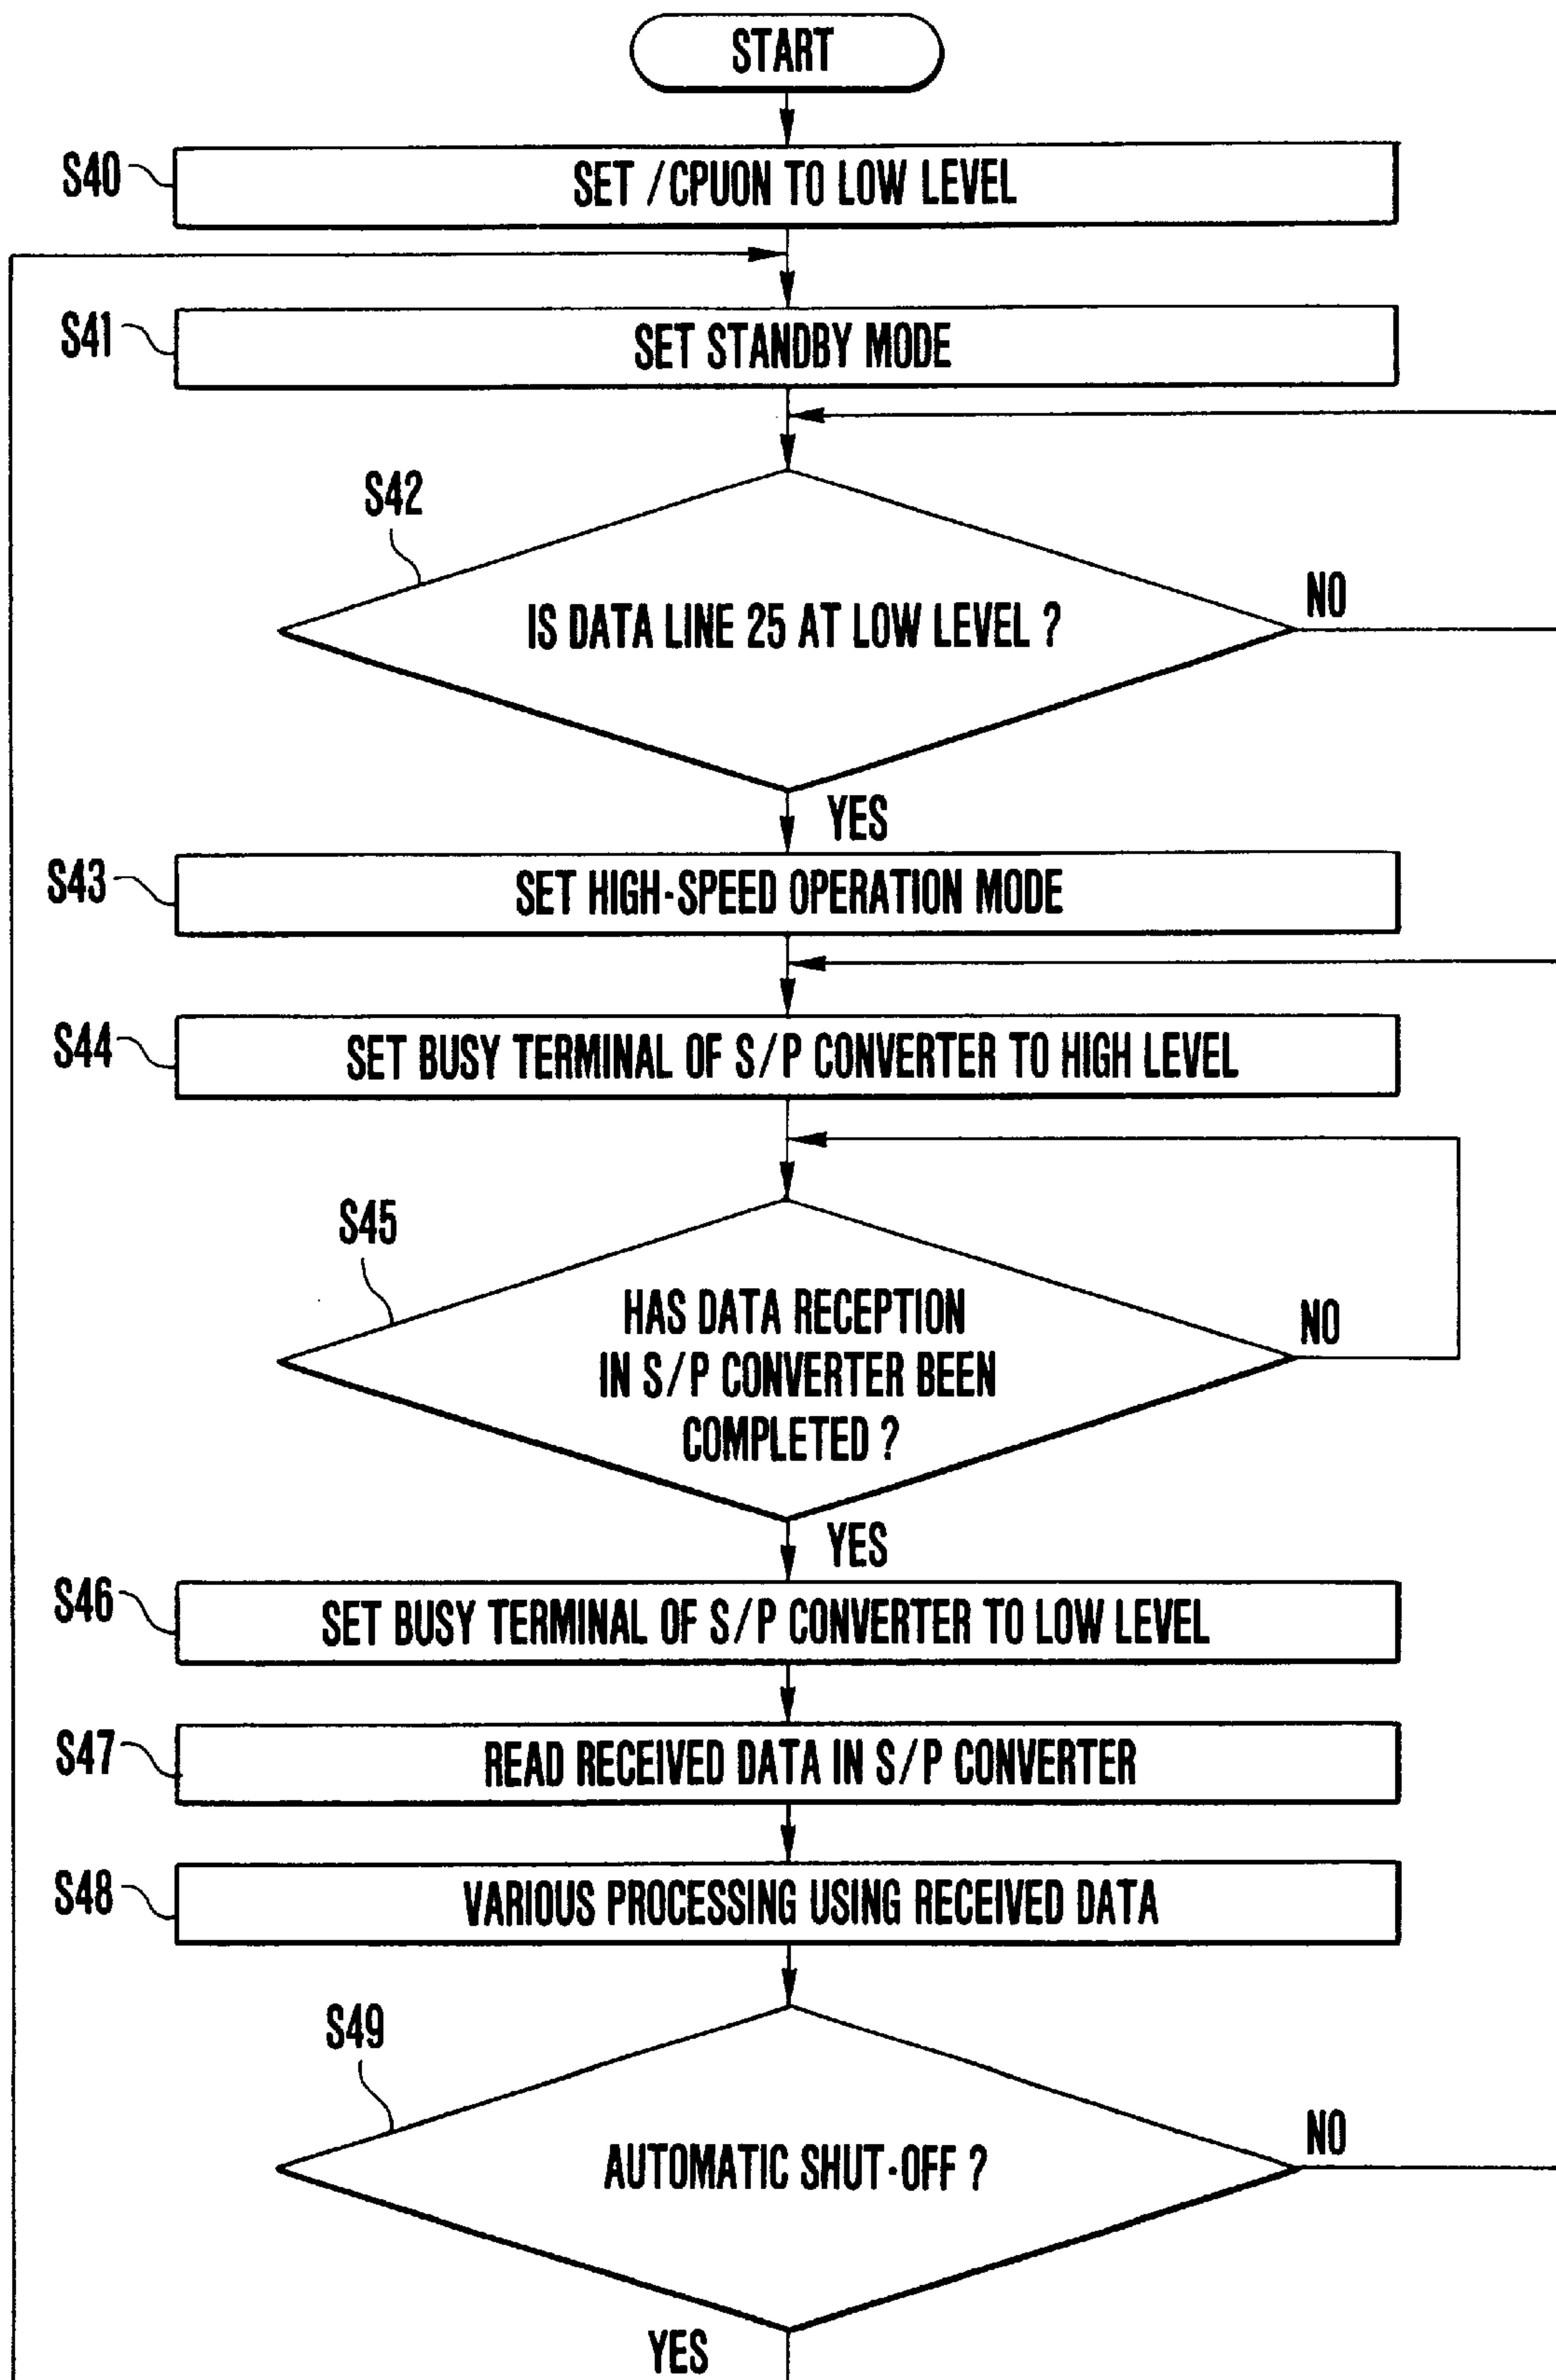 START
S40
SET /CPUON TO LOW LEVEL
S41
SET STANDBY MODE
S42
IS DATA LINE 25 AT LOW LEVEL ?
NO
YES
S43
SET HIGH-SPEED OPERATION MODE
S44
SET BUSY TERMINAL OF S/P CONVERTER TO HIGH LEVEL
S45
HAS DATA RECEPTION
IN S/P CONVERTER BEEN
COMPLETED ?
NO
YES
S46
SET BUSY TERMINAL OF S/P CONVERTER TO LOW LEVEL
S47
READ RECEIVED DATA IN S/P CONVERTER
S48
VARIOUS PROCESSING USING RECEIVED DATA
S49
AUTOMATIC SHUT-OFF ?
NO
YES